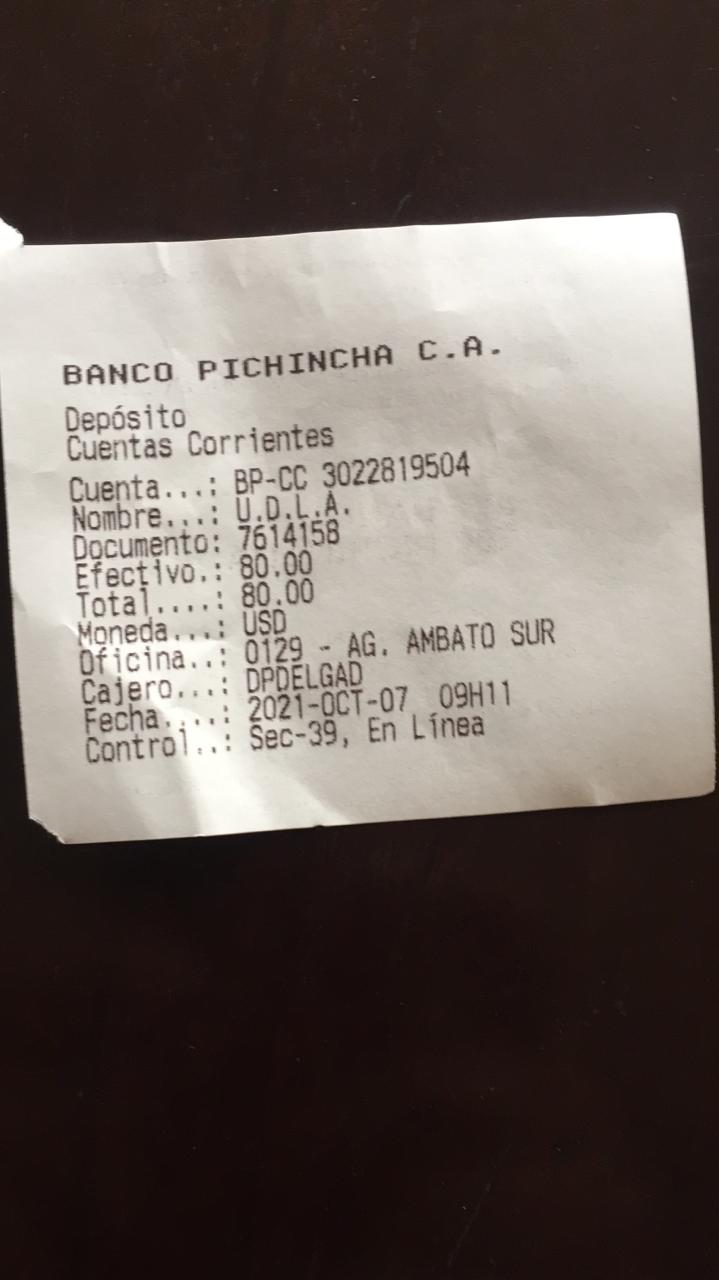 BANCO PICHINCHA C.A.
Depósito
Cuentas Corrientes
Cuenta...: BP-CC 3022819504
Nombre...: U.D.L.A.
Documento: 7614158
Efectivo.: 80.00
Total....: 80.00
Moneda...: USD
Oficina..: 0129 - AG. AMBATO SUR
Cajero...: DPDELGAD
Fecha....: 2021-OCT-07 09H11
Control..: Sec-39, En Línea